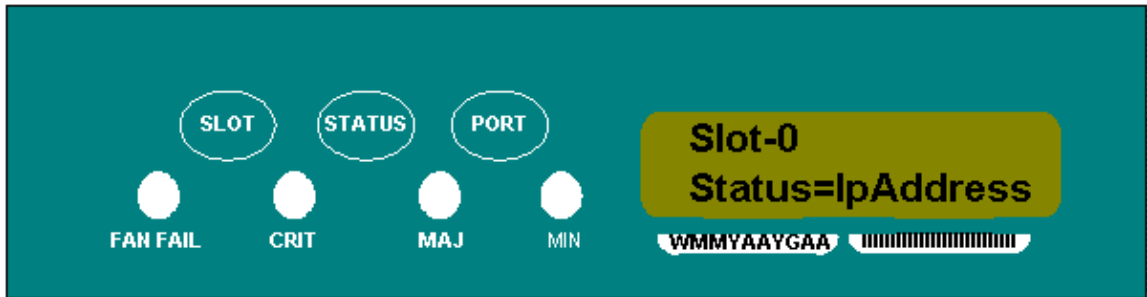 SLOT STATUS PORT
Slot-0
Status=IpAddress
FAN FAIL CRIT MAJ MIN
WMMYAAYGAA